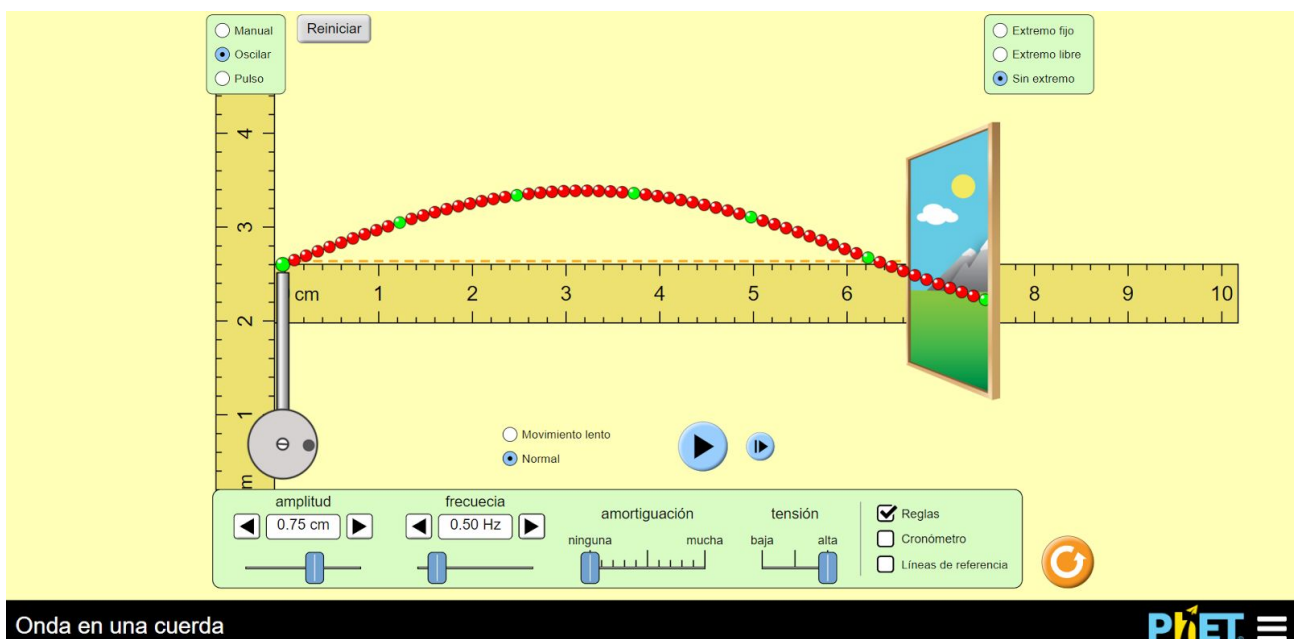 Manual
Oscilar
Pulso
Reiniciar
Extremo fijo
Extremo libre
Sin extremo
4
3
2
1
m
cm 1 2 3 4 5 6 8 9 10
Movimiento lento
Normal
amplitud
0.75 cm
frecuecia
0.50 Hz
amortiguación
ninguna mucha
tensión
baja alta
Reglas
Cronómetro
Líneas de referencia
Onda en una cuerda
PhET